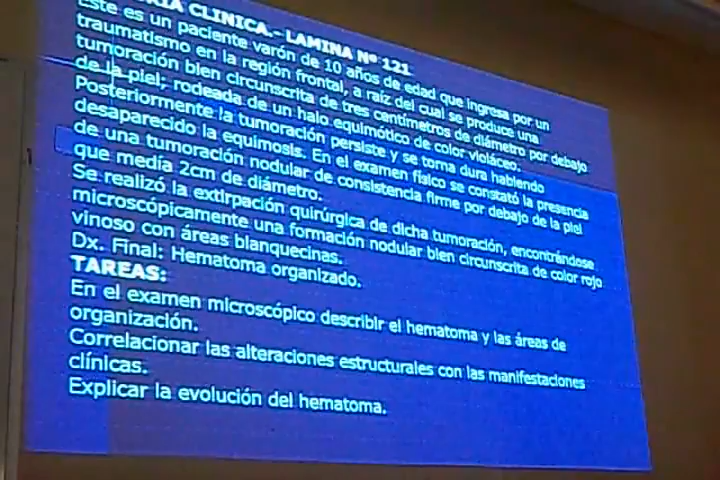 CLINICA.- LAMINA Nº 121
Este es un paciente varón de 10 años de edad que ingresa por un
traumatismo en la región frontal, a raíz del cual se produce una
tumoración bien circunscrita de tres centímetros de diámetro por debajo
de la piel; rodeada de un halo equimótico de color violáceo.
Posteriormente la tumoración persiste y se torna dura habiendo
desaparecido la equimosis. En el examen físico se constató la presencia
de una tumoración nodular de consistencia firme por debajo de la piel
que medía 2cm de diámetro.
Se realizó la extirpación quirúrgica de dicha tumoración, encontrándose
microscópicamente una formación nodular bien circunscrita de color rojo
vinoso con áreas blanquecinas.
Dx. Final: Hematoma organizado.
TAREAS:
En el examen microscópico describir el hematoma y las áreas de
organización.
Correlacionar las alteraciones estructurales con las manifestaciones
clínicas.
Explicar la evolución del hematoma.